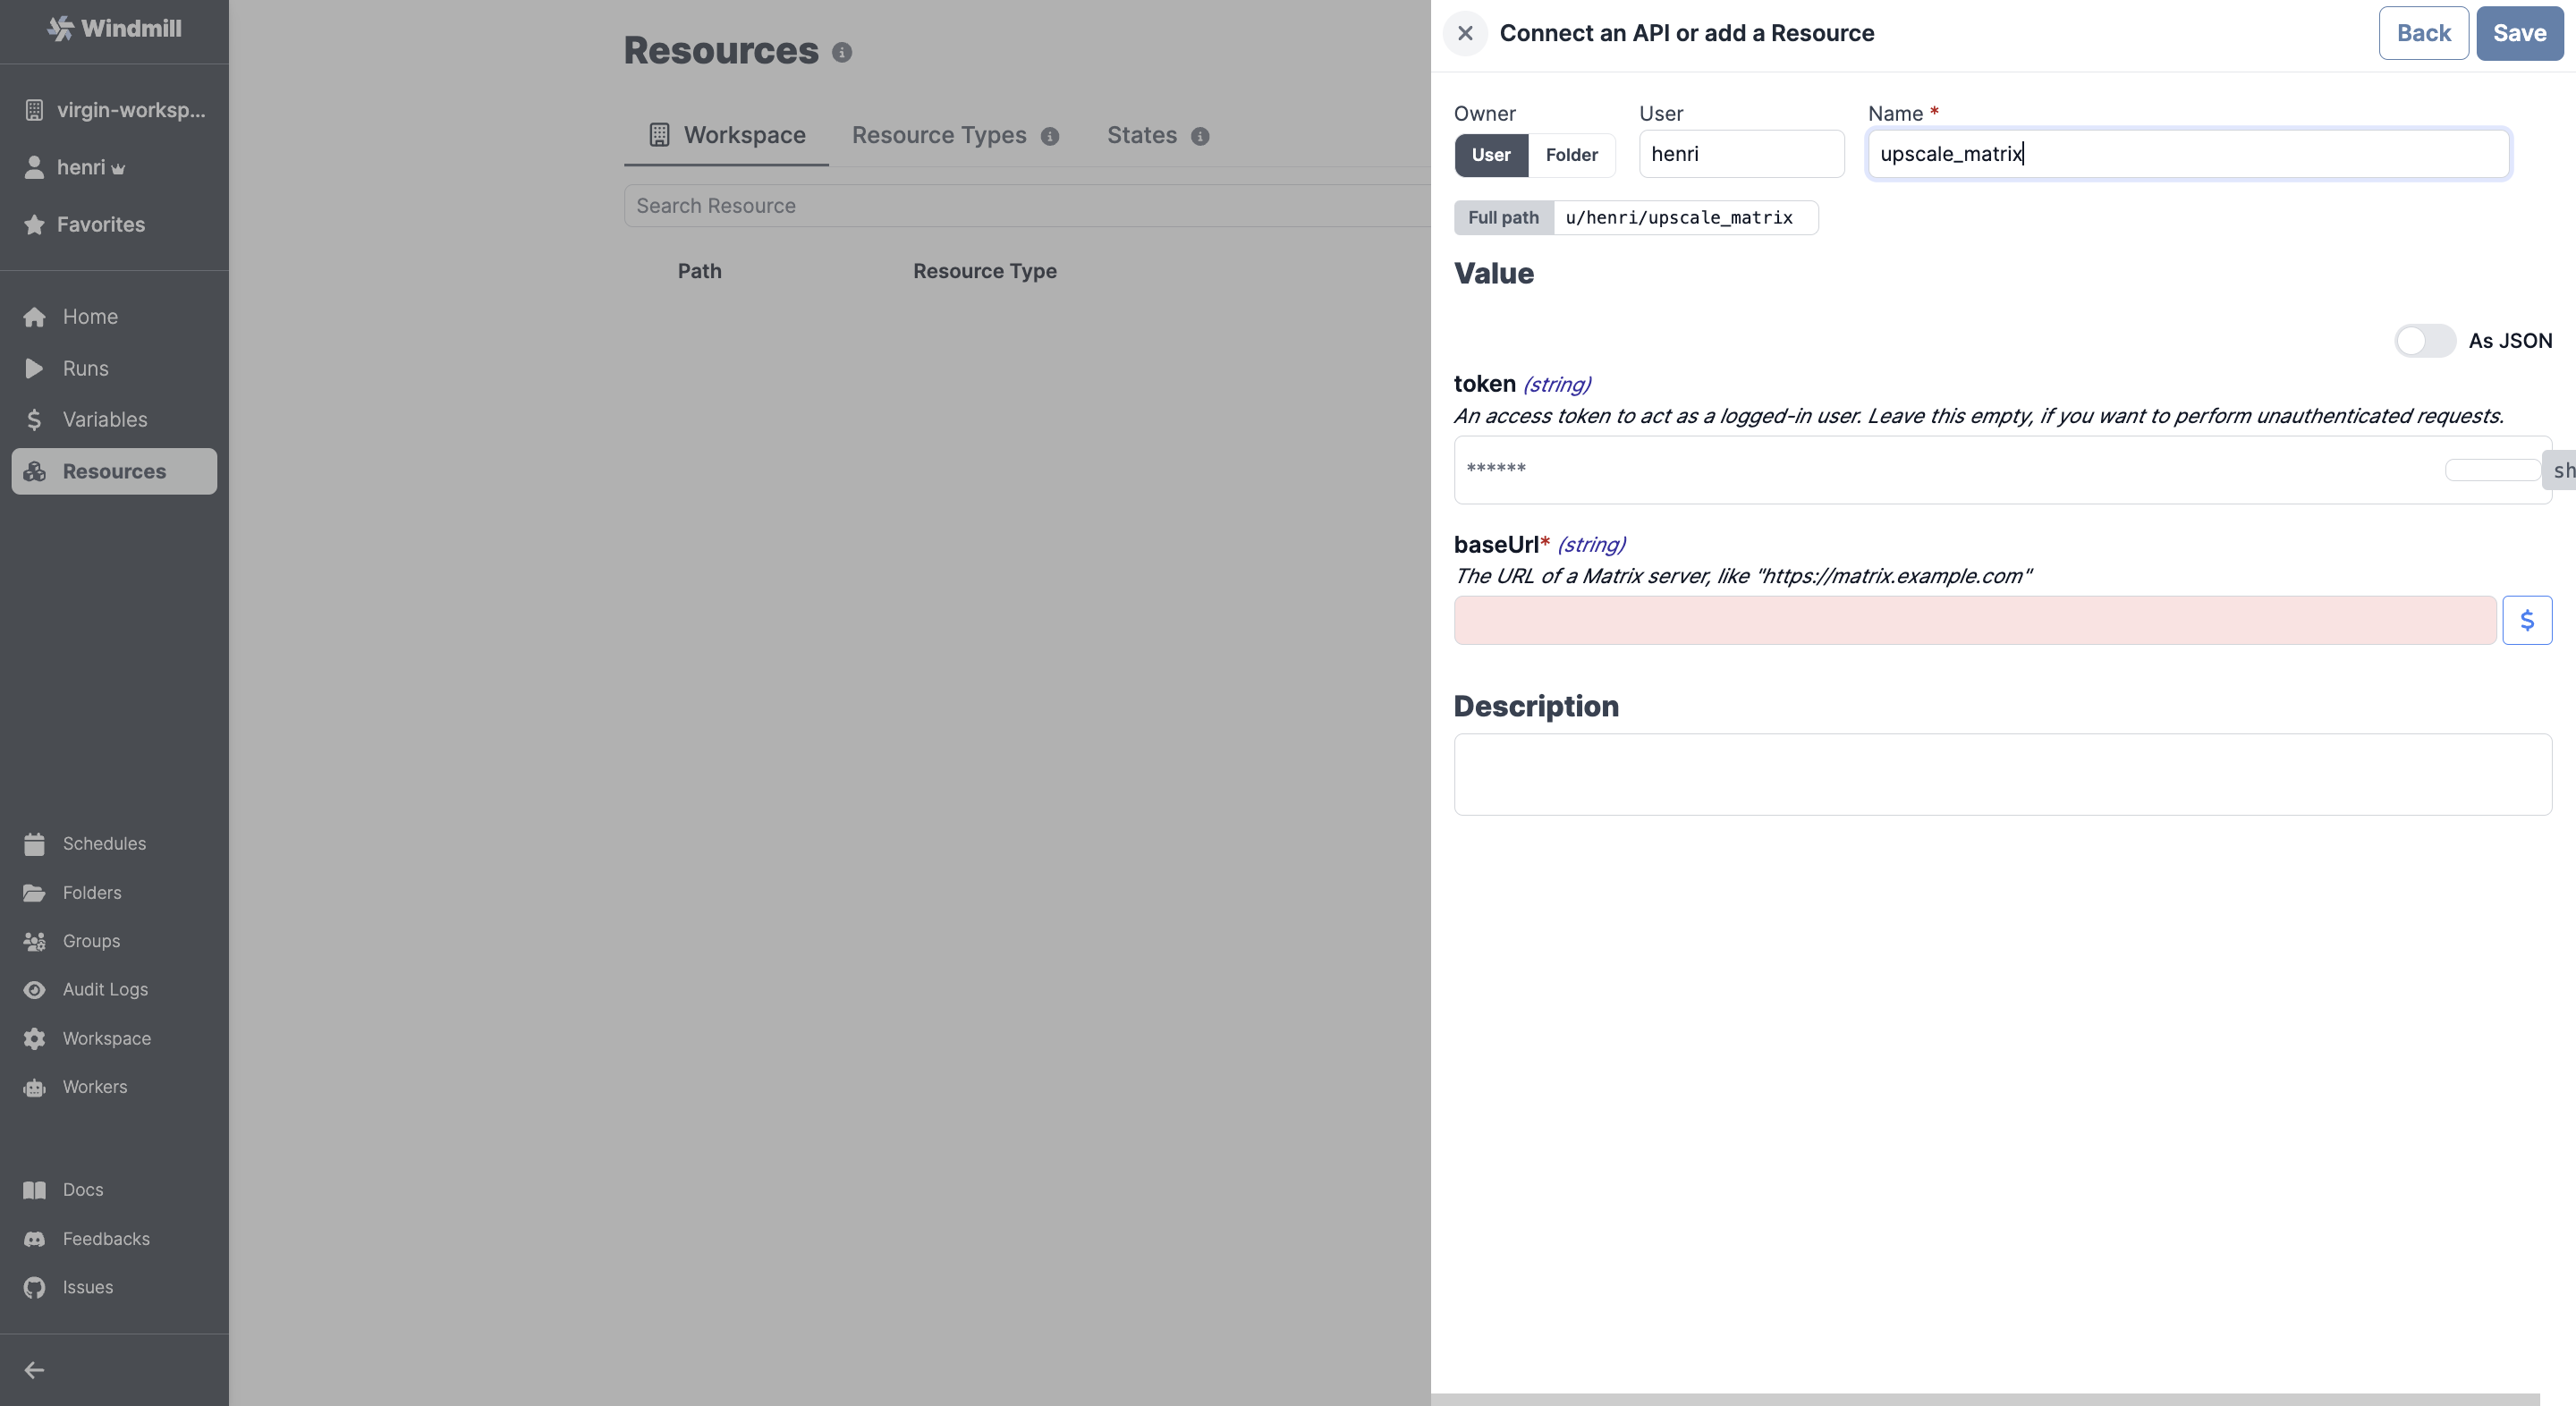 Windmill
virgin-worksp...
henri
Favorites
Home
Runs
Variables
Resources
Schedules
Folders
Groups
Audit Logs
Workspace
Workers
Docs
Feedbacks
Issues
Resources
Workspace
Resource Types
States
Search Resource
Path Resource Type
Connect an API or add a Resource
Back
Save
Owner User Name *
User Folder henri upscale_matrix
Full path u/henri/upscale_matrix
Value
As JSON
token (string)
An access token to act as a logged-in user. Leave this empty, if you want to perform unauthenticated requests.
****** sh
baseUrl* (string)
The URL of a Matrix server, like "https://matrix.example.com"
$
Description